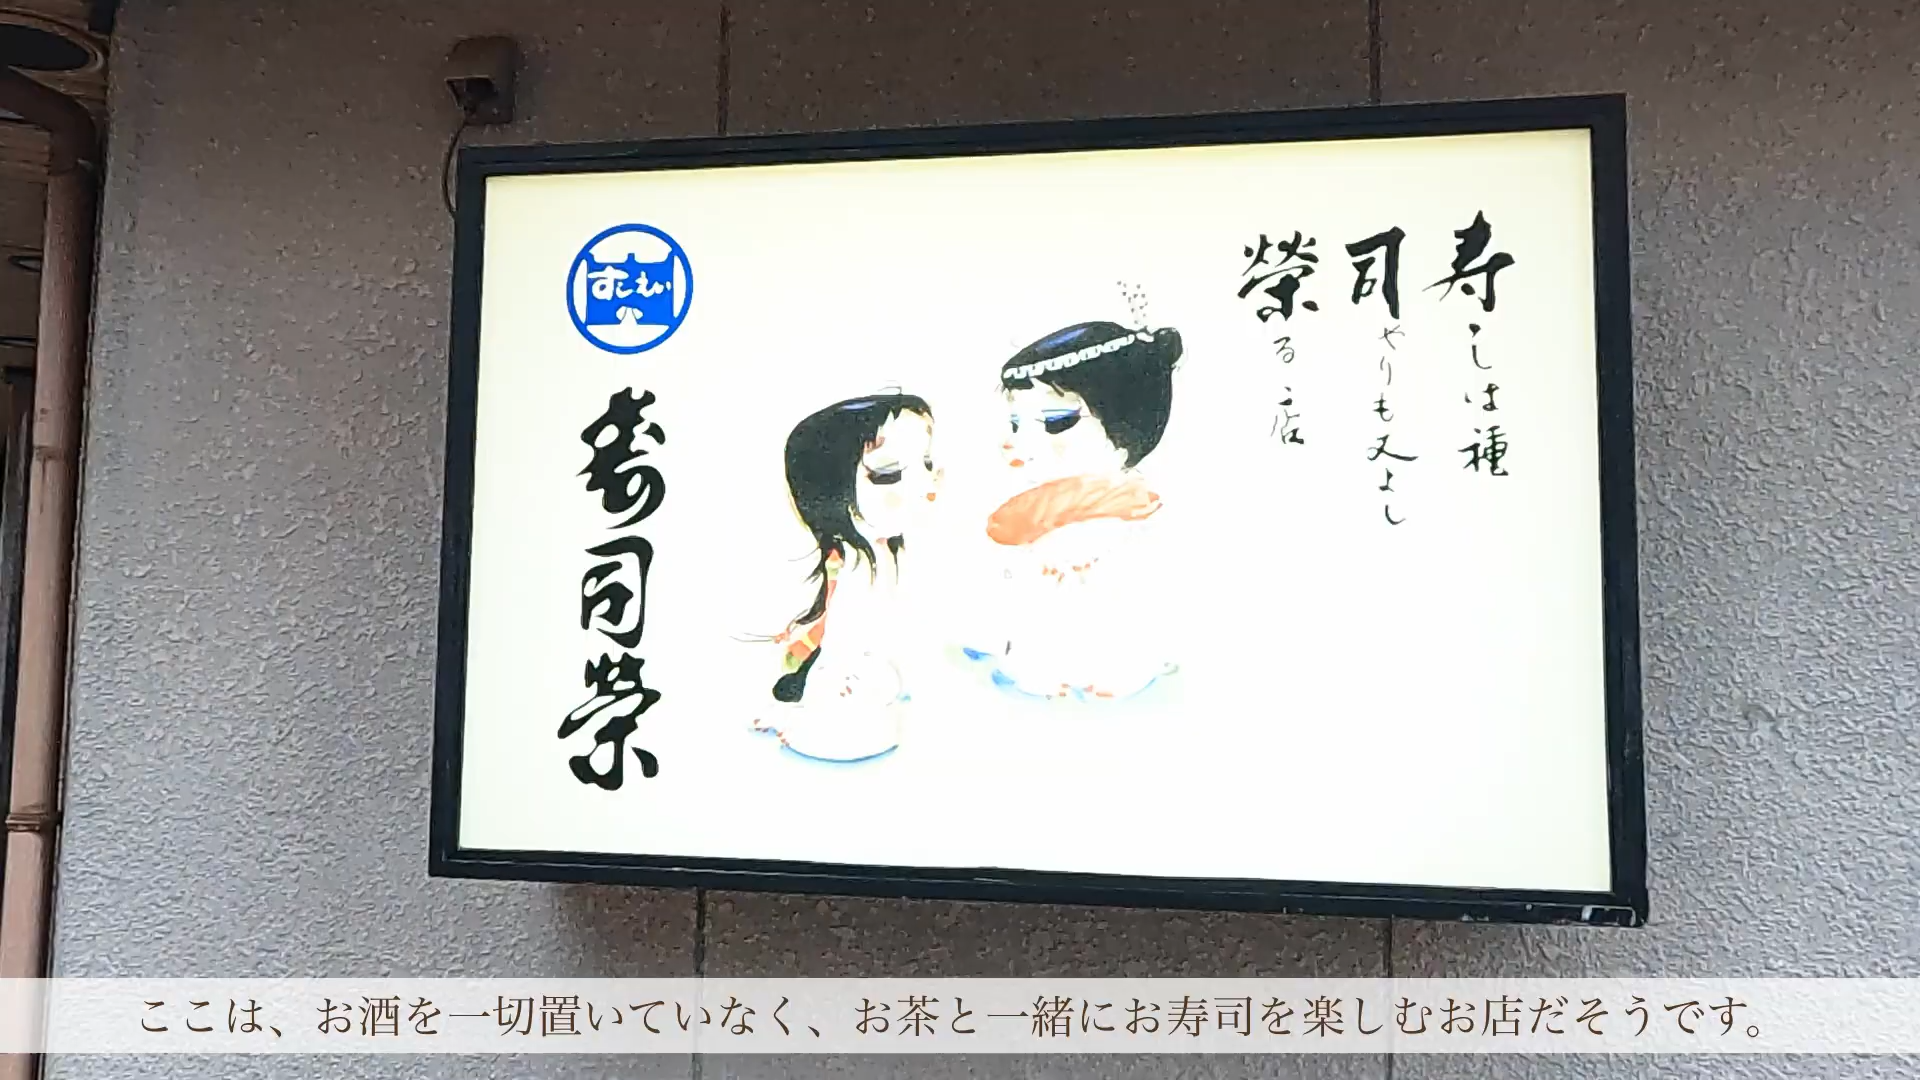 寿しは種
司やりも又よし
榮る店
すしえい
寿司榮
ここは、お酒を一切置いていなく、お茶と一緒にお寿司を楽しむお店だそうです。